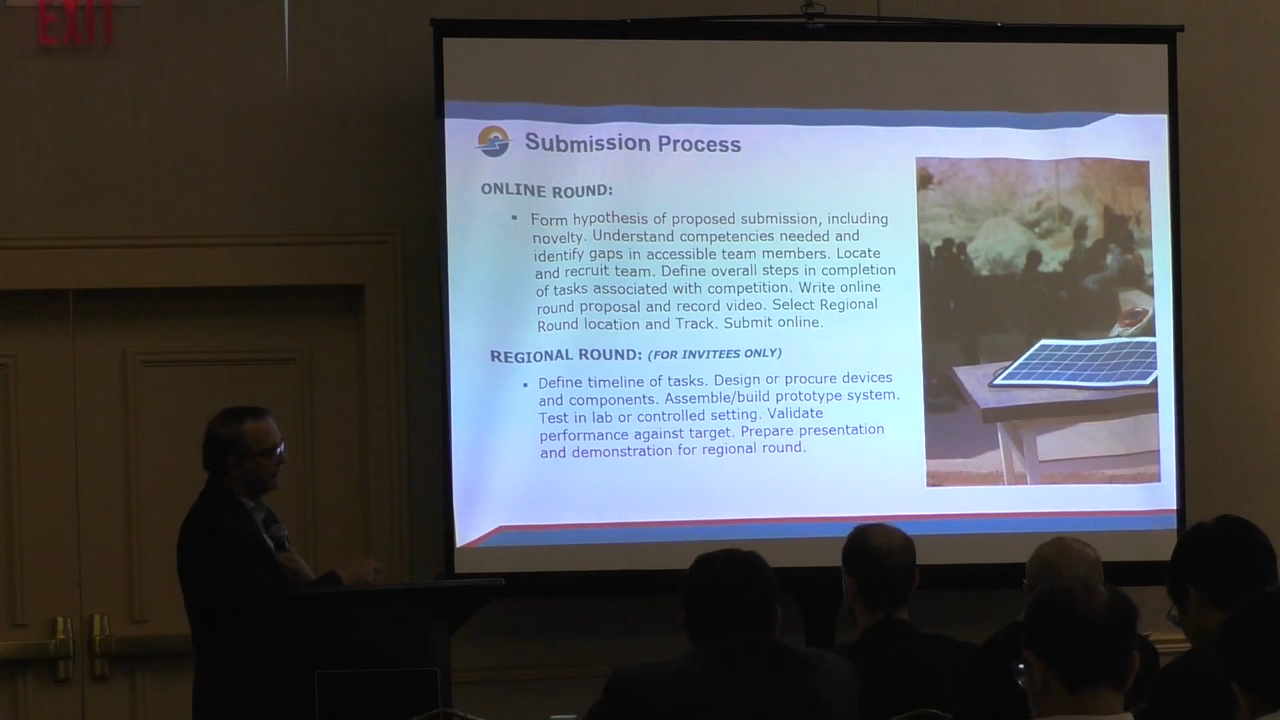 EXIT
Submission Process
ONLINE ROUND:
▪ Form hypothesis of proposed submission, including
novelty. Understand competencies needed and
identify gaps in accessible team members. Locate
and recruit team. Define overall steps in completion
of tasks associated with competition. Write online
round proposal and record video. Select Regional
Round location and Track. Submit online.
REGIONAL ROUND: (FOR INVITEES ONLY)
▪ Define timeline of tasks. Design or procure devices
and components. Assemble/build prototype system.
Test in lab or controlled setting. Validate
performance against target. Prepare presentation
and demonstration for regional round.